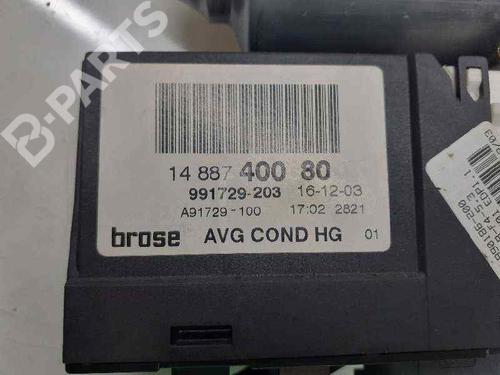 B-PARTS
14 887 400 80
991729-203 16-12-03
A91729-100 17:02 2821
brose AVG COND HG 01